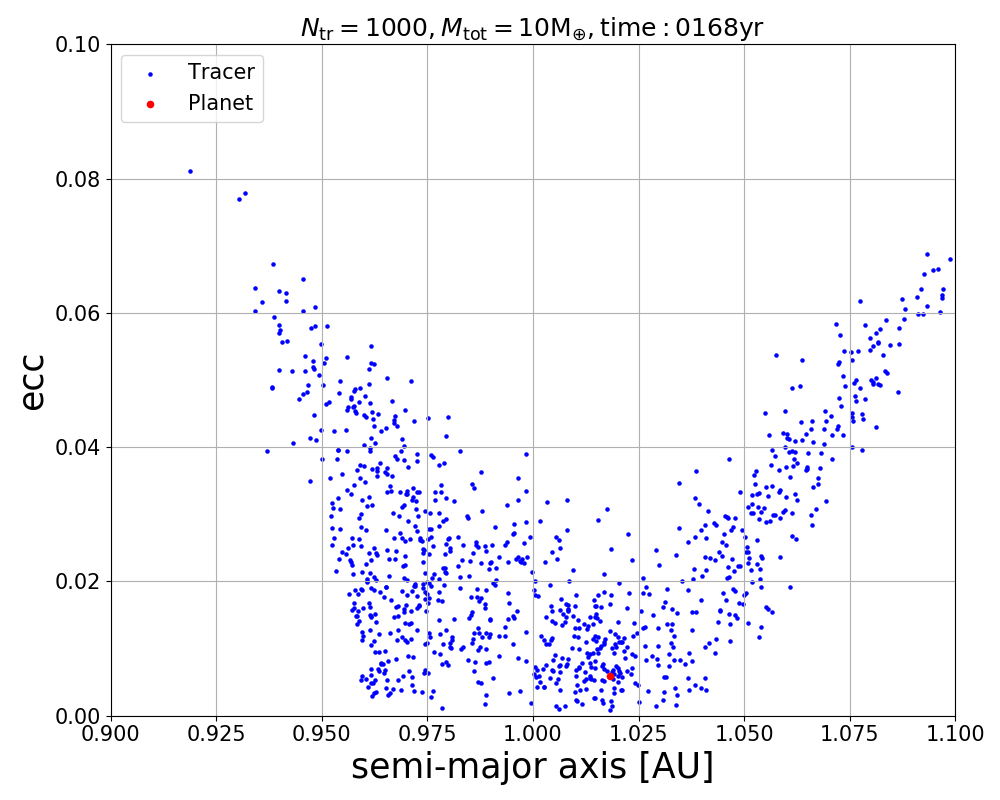 N_tr = 1000, M_tot = 10M_⊕, time : 0168yr
Tracer
Planet
0.10
0.08
0.06
0.04
0.02
0.00
ecc
0.900 0.925 0.950 0.975 1.000 1.025 1.050 1.075 1.100
semi-major axis [AU]